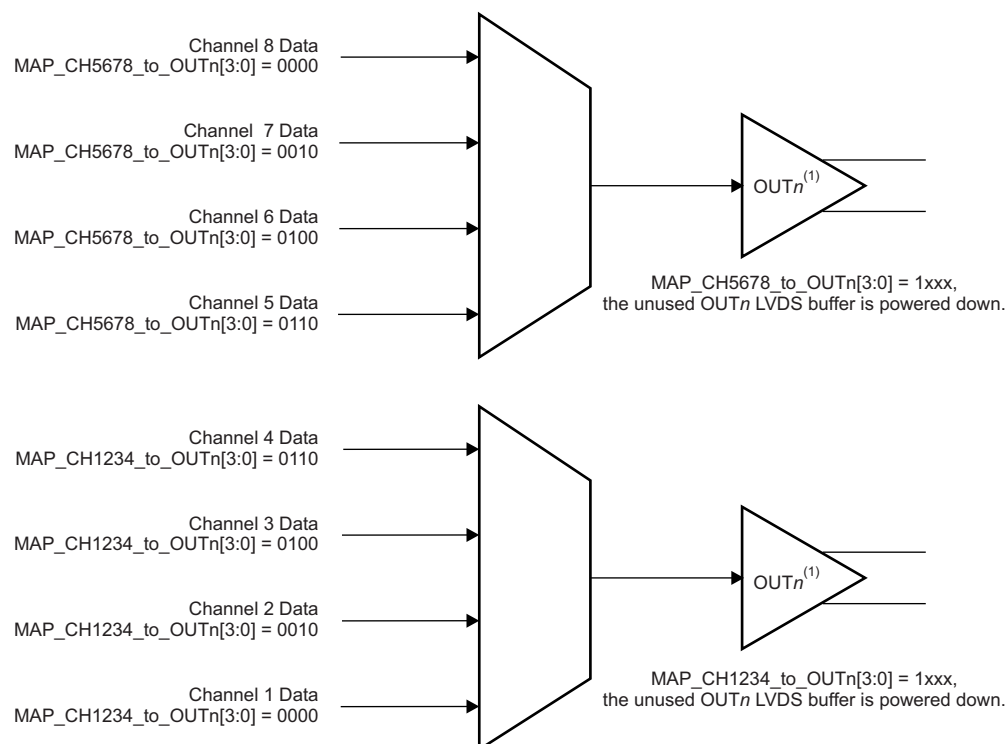 Channel 8 Data
MAP_CH5678_to_OUTn[3:0] = 0000
Channel 7 Data
MAP_CH5678_to_OUTn[3:0] = 0010
Channel 6 Data
MAP_CH5678_to_OUTn[3:0] = 0100
Channel 5 Data
MAP_CH5678_to_OUTn[3:0] = 0110
OUTn(1)
MAP_CH5678_to_OUTn[3:0] = 1xxx,
the unused OUTn LVDS buffer is powered down.
Channel 4 Data
MAP_CH1234_to_OUTn[3:0] = 0110
Channel 3 Data
MAP_CH1234_to_OUTn[3:0] = 0100
Channel 2 Data
MAP_CH1234_to_OUTn[3:0] = 0010
Channel 1 Data
MAP_CH1234_to_OUTn[3:0] = 0000
OUTn(1)
MAP_CH1234_to_OUTn[3:0] = 1xxx,
the unused OUTn LVDS buffer is powered down.